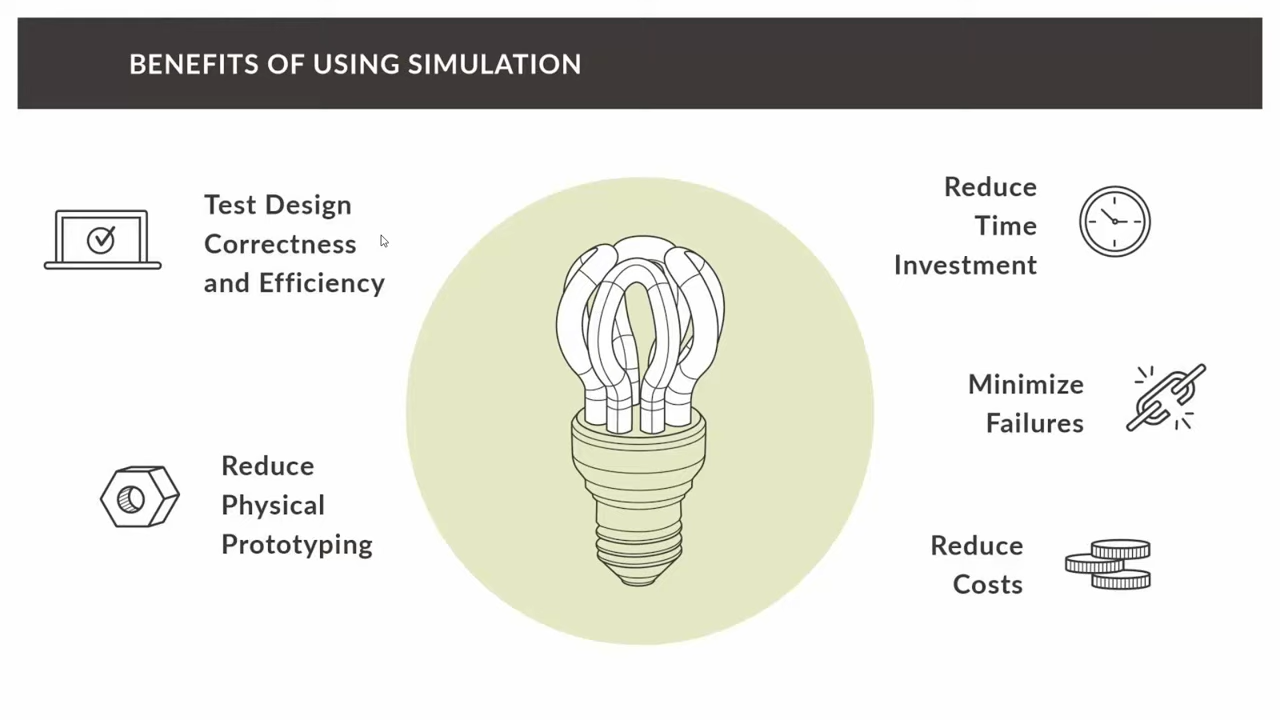 BENEFITS OF USING SIMULATION
Test Design
Correctness
and Efficiency
Reduce
Physical
Prototyping
Reduce
Time
Investment
Minimize
Failures
Reduce
Costs